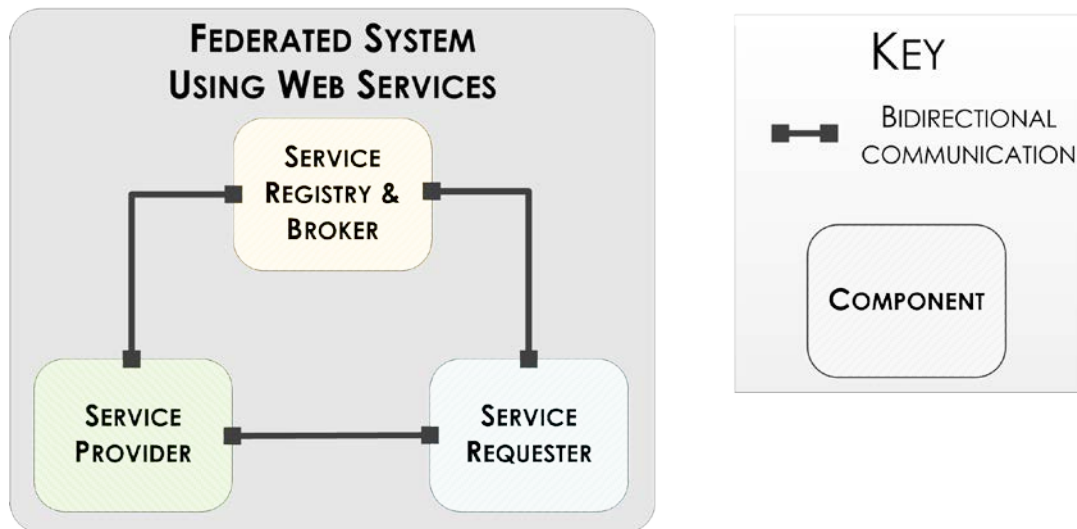 Federated System
Using Web Services
Service
Registry &
Broker
Service
Provider
Service
Requester
Key
Bidirectional
communication
Component